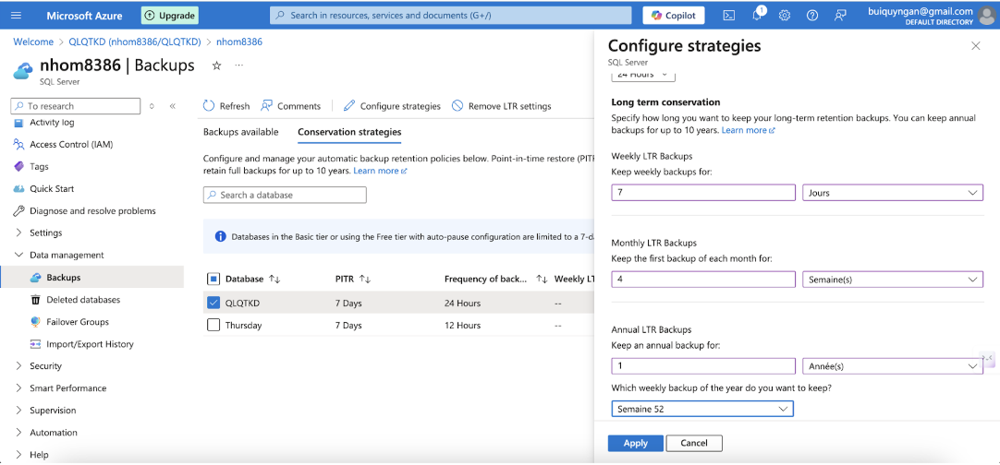 Microsoft Azure
Upgrade
Search in resources, services and documents (G+/)
Copilot
1
buiquyngan@gmail.com
DEFAULT DIRECTORY
Welcome > QLQTKD (nhom8386/QLQTKD) > nhom8386
nhom8386 | Backups
SQL Server
To research
Activity log
Access Control (IAM)
Tags
Quick Start
Diagnose and resolve problems
Settings
Data management
Backups
Deleted databases
Failover Groups
Import/Export History
Security
Smart Performance
Supervision
Automation
Help
Refresh
Comments
Configure strategies
Remove LTR settings
Backups available
Conservation strategies
Configure and manage your automatic backup retention policies below. Point-in-time restore (PITR
retain full backups for up to 10 years. Learn more
Search a database
Databases in the Basic tier or using the Free tier with auto-pause configuration are limited to a 7-da
Database PITR Frequency of back... Weekly LT
QLQTKD 7 Days 24 Hours --
Thursday 7 Days 12 Hours --
Configure strategies
SQL Server
24 Hours
Long term conservation
Specify how long you want to keep your long-term retention backups. You can keep annual
backups for up to 10 years. Learn more
Weekly LTR Backups
Keep weekly backups for:
7 Jours
Monthly LTR Backups
Keep the first backup of each month for:
4 Semaine(s)
Annual LTR Backups
Keep an annual backup for:
1 Année(s)
Which weekly backup of the year do you want to keep?
Semaine 52
Apply
Cancel